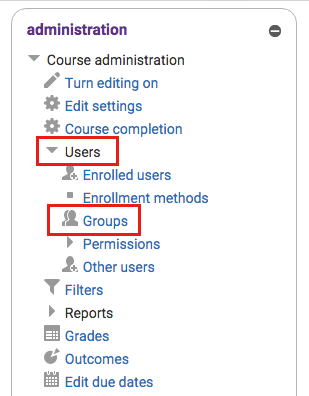 administration
Course administration
Turn editing on
Edit settings
Course completion
Users
Enrolled users
Enrollment methods
Groups
Permissions
Other users
Filters
Reports
Grades
Outcomes
Edit due dates